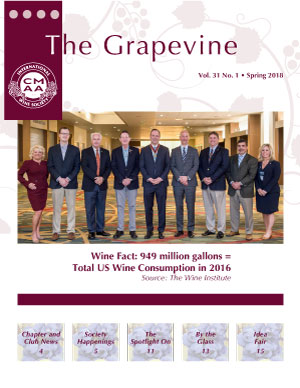 The Grapevine
INTERNATIONAL
CM
AA
WINE SOCIETY
Vol. 31 No. 1 • Spring 2018
Wine Fact: 949 million gallons =
Total US Wine Consumption in 2016
Source: The Wine Institute
Chapter and
Club News
4
Society
Happenings
5
The
Spotlight On
11
By the
Glass
13
Idea
Fair
15